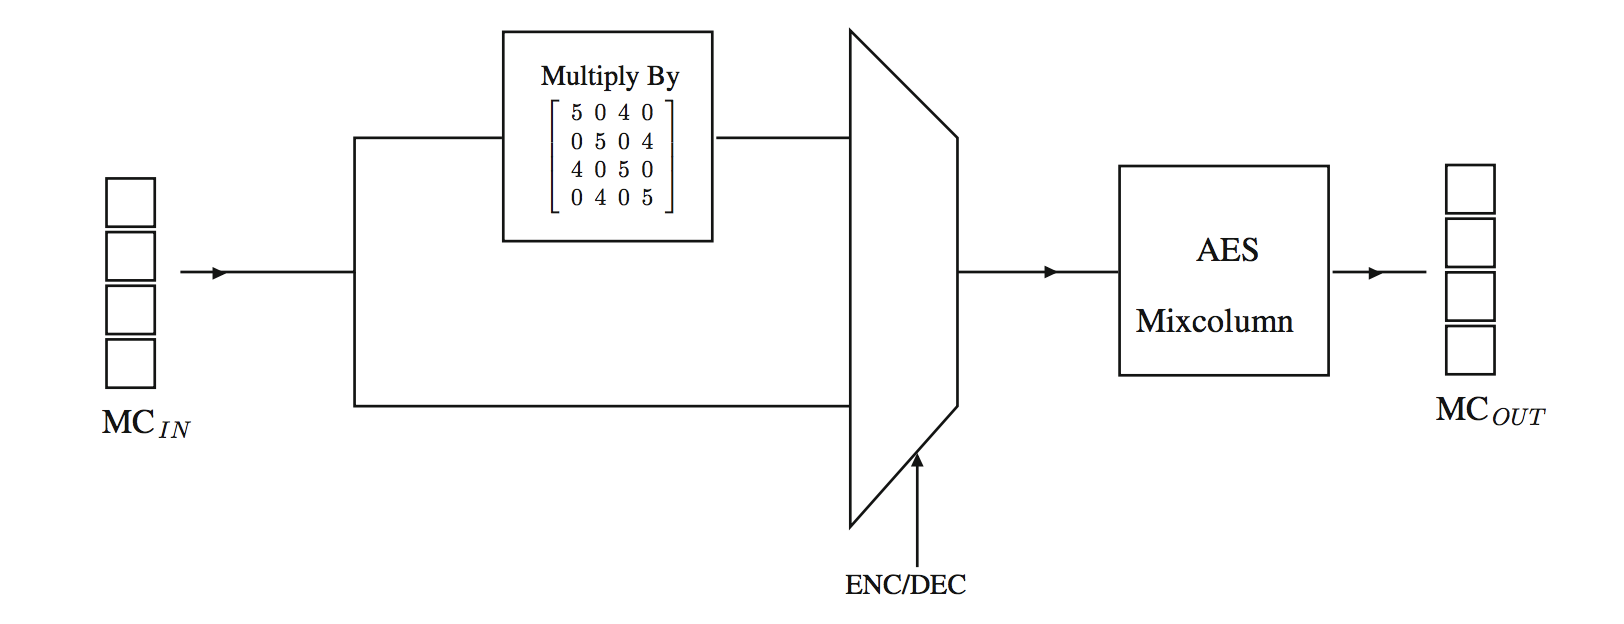 Multiply By
5 0 4 0
0 5 0 4
4 0 5 0
0 4 0 5
AES
Mixcolumn
MC IN
MC OUT
ENC/DEC